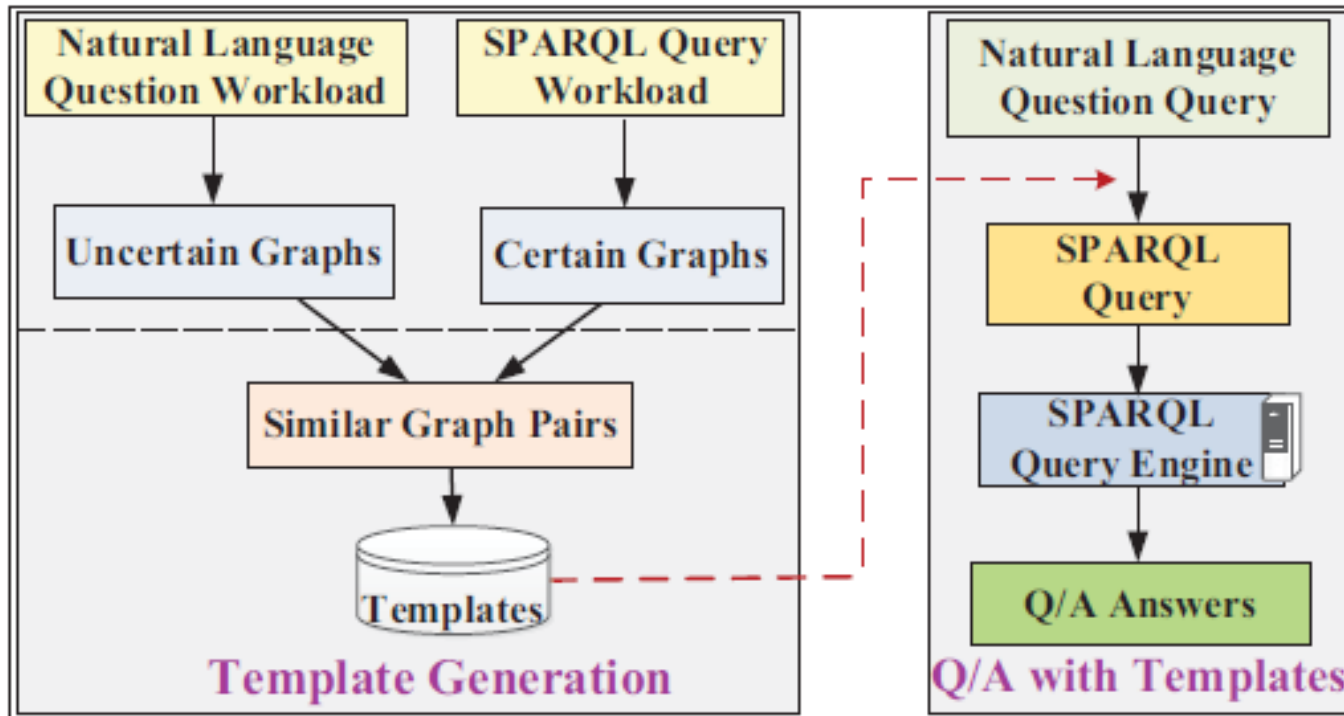 Natural Language
Question Workload
SPARQL Query
Workload
Uncertain Graphs
Certain Graphs
Similar Graph Pairs
Templates
Template Generation
Natural Language
Question Query
SPARQL
Query
SPARQL
Query Engine
Q/A Answers
Q/A with Templates